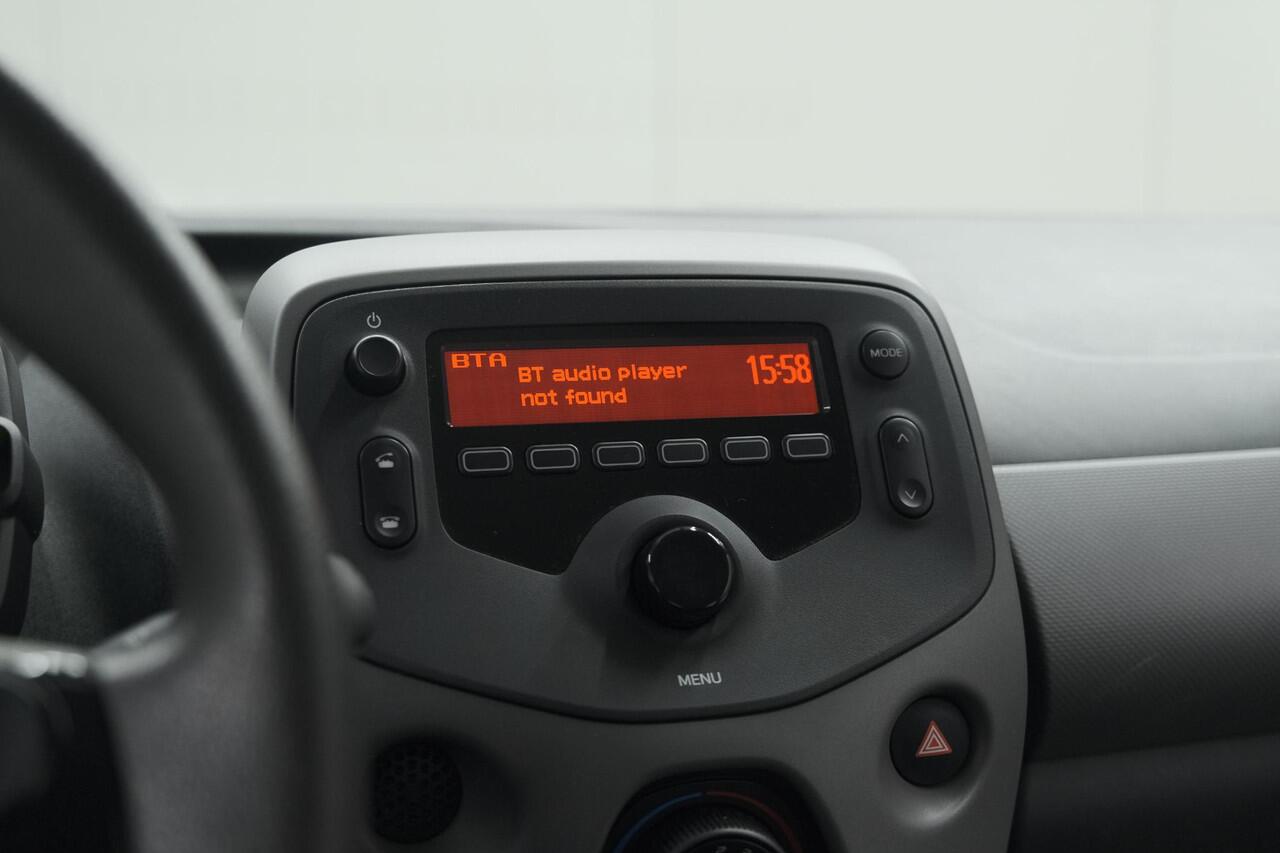 BTA
BT audio player
not found
15:58
MODE
MENU